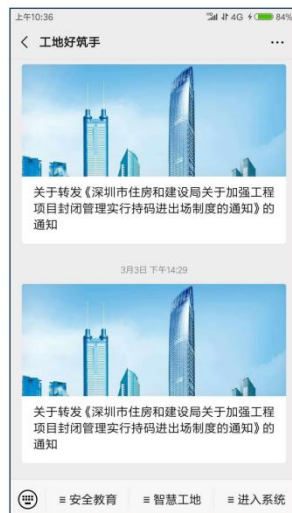 上午10:36
4G 84%
工地好筑手
关于转发《深圳市住房和建设局关于加强工程
项目封闭管理实行持码进出场制度的通知》的
通知
3月3日 下午14:29
关于转发《深圳市住房和建设局关于加强工程
项目封闭管理实行持码进出场制度的通知》的
通知
≡ 安全教育 ≡ 智慧工地 ≡ 进入系统